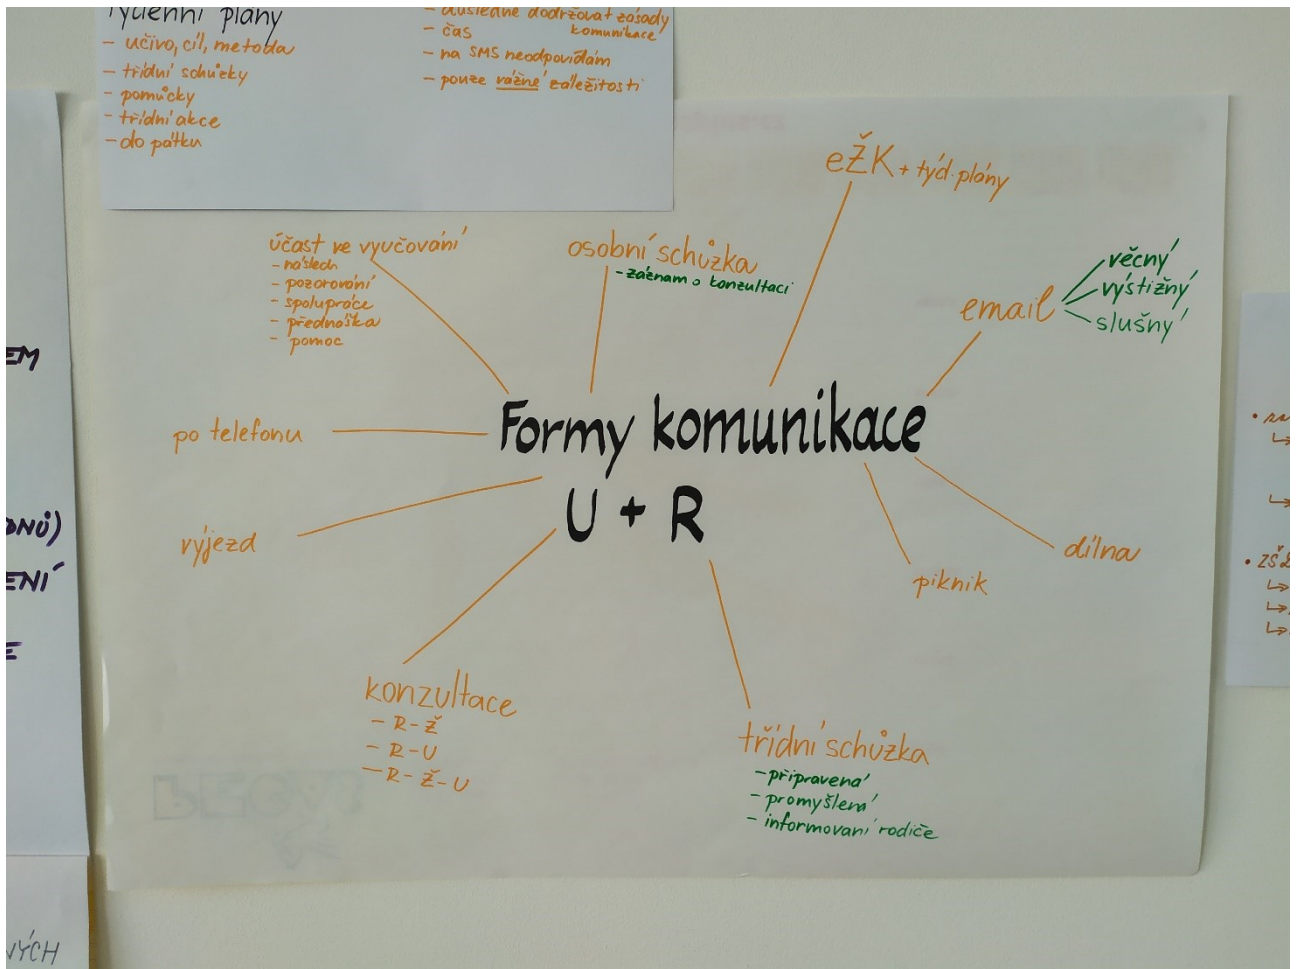 Týdenní plány
- učivo, cíl, metoda
- třídní schůzky
- pomůcky
- třídní akce
- do pátku
- důsledně dodržovat zásady komunikace
- čas
- na SMS neodpovídám
- pouze vážné záležitosti
eŽK + týd. plány
účast ve vyučování
- náslech
- pozorování
- spolupráce
- přednáška
- pomoc
osobní schůzka
- záznam o konzultaci
email
věcný
výstižný
slušný
Formy komunikace
U + R
po telefonu
výjezd
dílna
piknik
konzultace
- R - Ž
- R - U
- R - Ž - U
třídní schůzka
- připravená
- promyšlená
- informovaní rodiče
EM
DNŮ)
ENÍ
E
NÝCH
• ZŠ